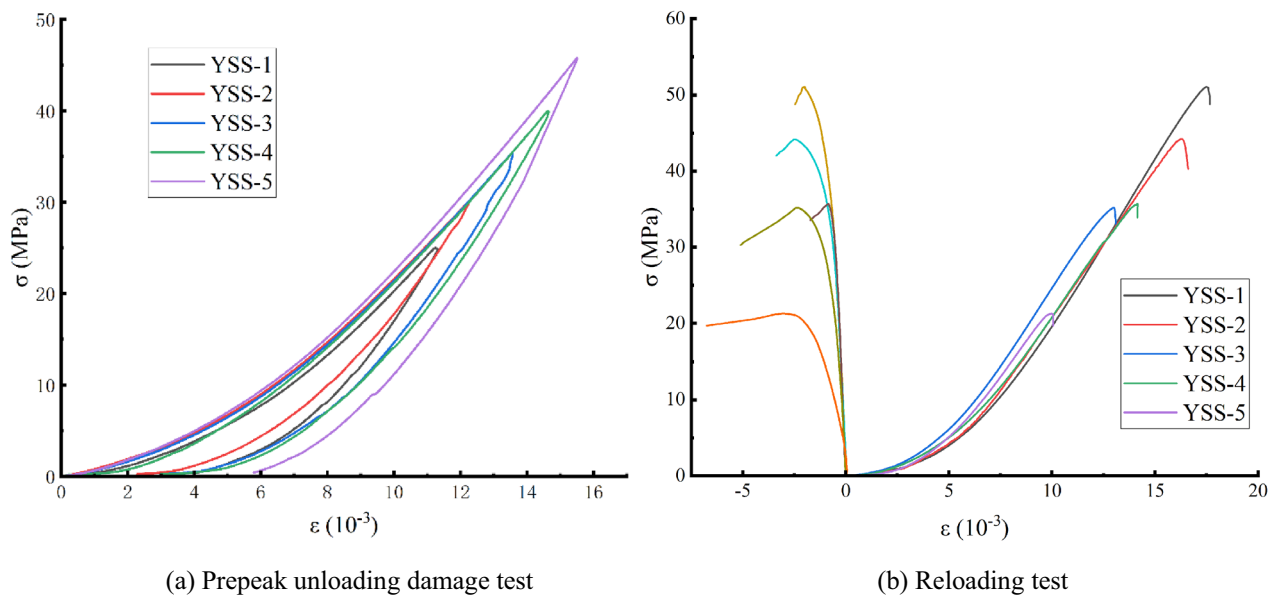 50
40
30
20
10
0
σ (MPa)
YSS-1
YSS-2
YSS-3
YSS-4
YSS-5
0 2 4 6 8 10 12 14 16
ε (10⁻³)
(a) Prepeak unloading damage test
60
50
40
30
20
10
0
σ (MPa)
YSS-1
YSS-2
YSS-3
YSS-4
YSS-5
-5 0 5 10 15 20
ε (10⁻³)
(b) Reloading test